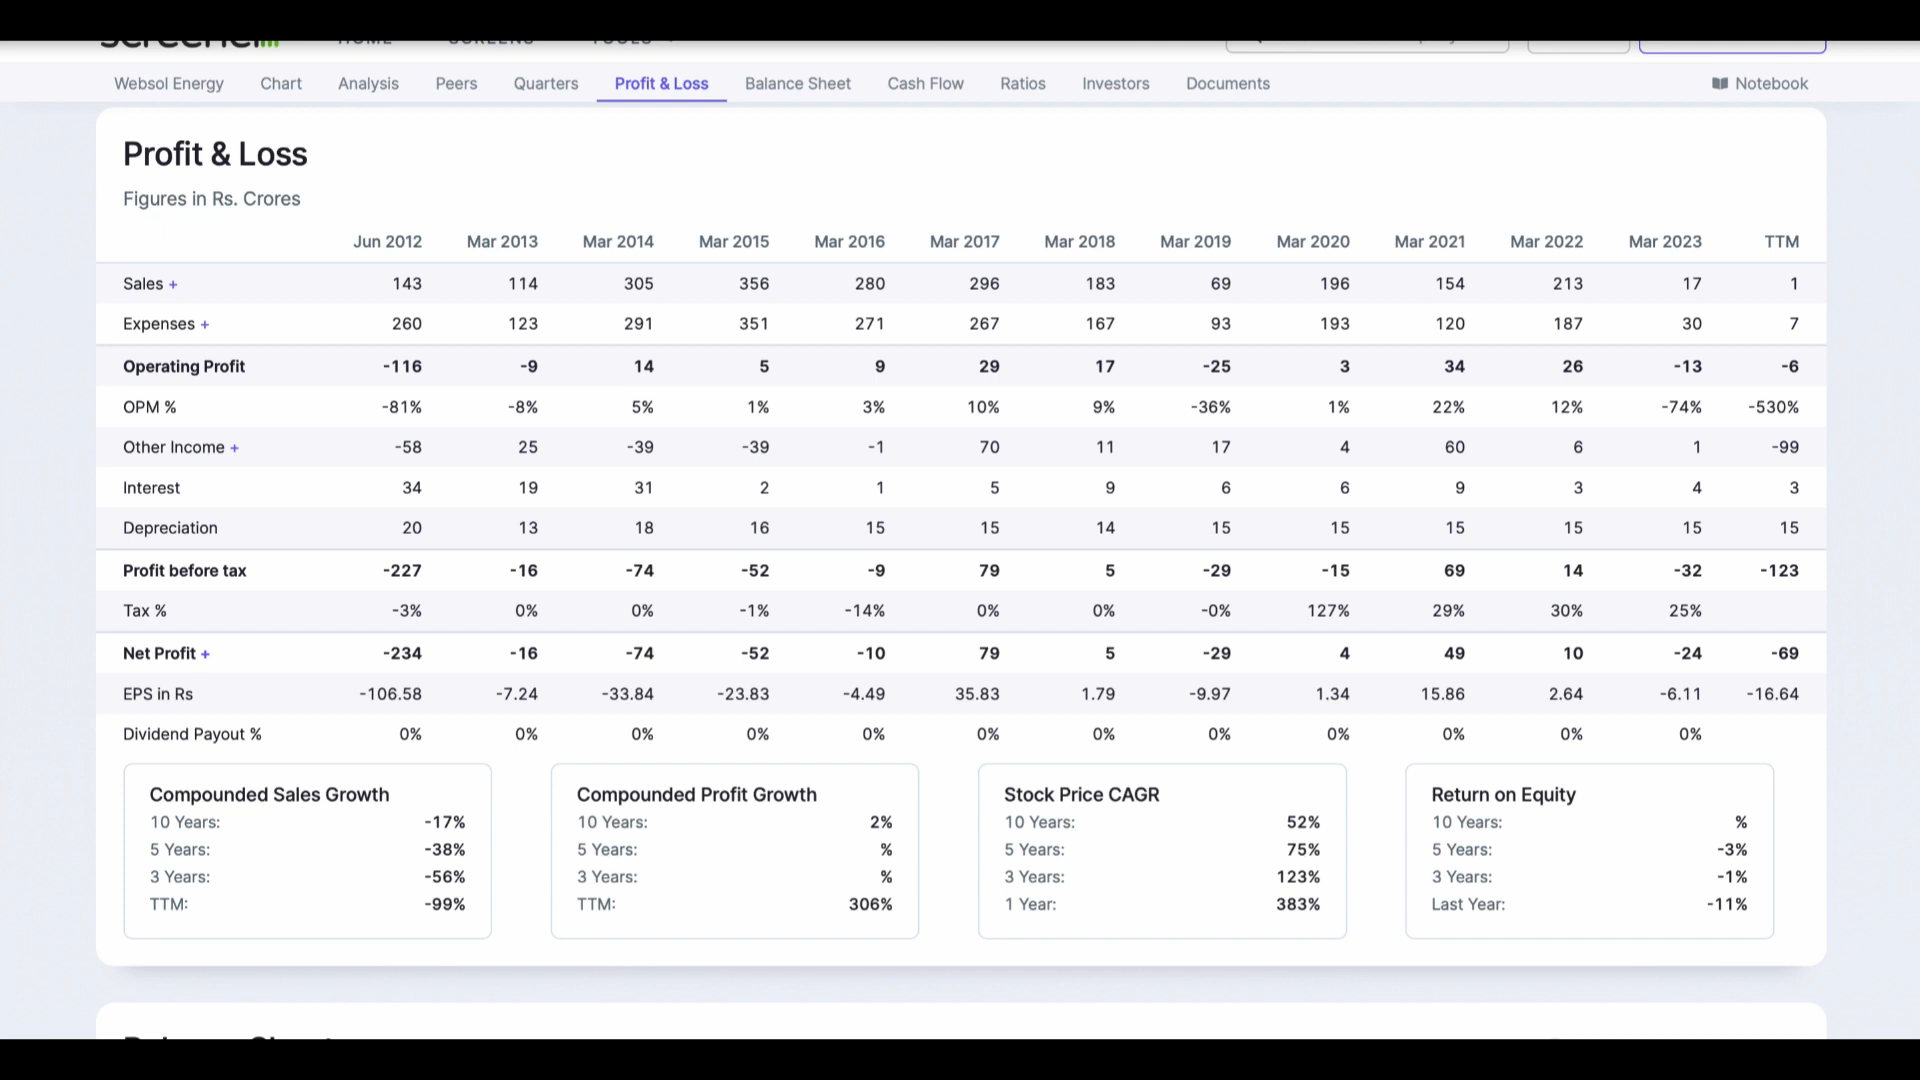 HOME SCREENS TOOLS
Websol Energy Chart Analysis Peers Quarters Profit & Loss Balance Sheet Cash Flow Ratios Investors Documents Notebook
Profit & Loss
Figures in Rs. Crores
Jun 2012 Mar 2013 Mar 2014 Mar 2015 Mar 2016 Mar 2017 Mar 2018 Mar 2019 Mar 2020 Mar 2021 Mar 2022 Mar 2023 TTM
Sales + 143 114 305 356 280 296 183 69 196 154 213 17 1
Expenses + 260 123 291 351 271 267 167 93 193 120 187 30 7
Operating Profit -116 -9 14 5 9 29 17 -25 3 34 26 -13 -6
OPM % -81% -8% 5% 1% 3% 10% 9% -36% 1% 22% 12% -74% -530%
Other Income + -58 25 -39 -39 -1 70 11 17 4 60 6 1 -99
Interest 34 19 31 2 1 5 9 6 6 9 3 4 3
Depreciation 20 13 18 16 15 15 14 15 15 15 15 15 15
Profit before tax -227 -16 -74 -52 -9 79 5 -29 -15 69 14 -32 -123
Tax % -3% 0% 0% -1% -14% 0% 0% -0% 127% 29% 30% 25%
Net Profit + -234 -16 -74 -52 -10 79 5 -29 4 49 10 -24 -69
EPS in Rs -106.58 -7.24 -33.84 -23.83 -4.49 35.83 1.79 -9.97 1.34 15.86 2.64 -6.11 -16.64
Dividend Payout % 0% 0% 0% 0% 0% 0% 0% 0% 0% 0% 0% 0%
Compounded Sales Growth
10 Years: -17%
5 Years: -38%
3 Years: -56%
TTM: -99%
Compounded Profit Growth
10 Years: 2%
5 Years: %
3 Years: %
TTM: 306%
Stock Price CAGR
10 Years: 52%
5 Years: 75%
3 Years: 123%
1 Year: 383%
Return on Equity
10 Years: %
5 Years: -3%
3 Years: -1%
Last Year: -11%